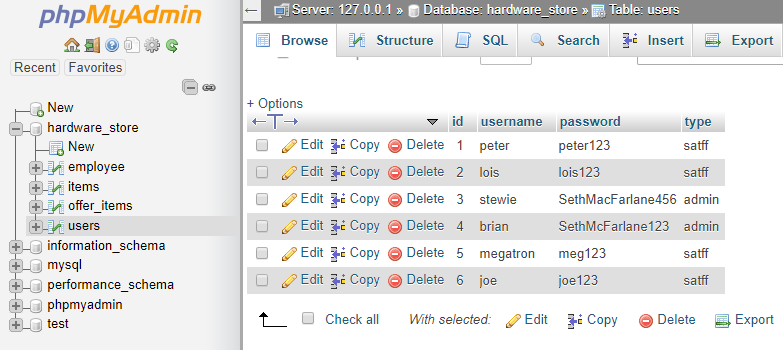 phpMyAdmin
Recent Favorites
New
hardware_store
New
employee
items
offer_items
users
information_schema
mysql
performance_schema
phpmyadmin
test
Server: 127.0.0.1 » Database: hardware_store » Table: users
Browse Structure SQL Search Insert Export
+ Options
id username password type
Edit Copy Delete 1 peter peter123 satff
Edit Copy Delete 2 lois lois123 satff
Edit Copy Delete 3 stewie SethMacFarlane456 admin
Edit Copy Delete 4 brian SethMcFarlane123 admin
Edit Copy Delete 5 megatron meg123 satff
Edit Copy Delete 6 joe joe123 satff
Check all With selected: Edit Copy Delete Export